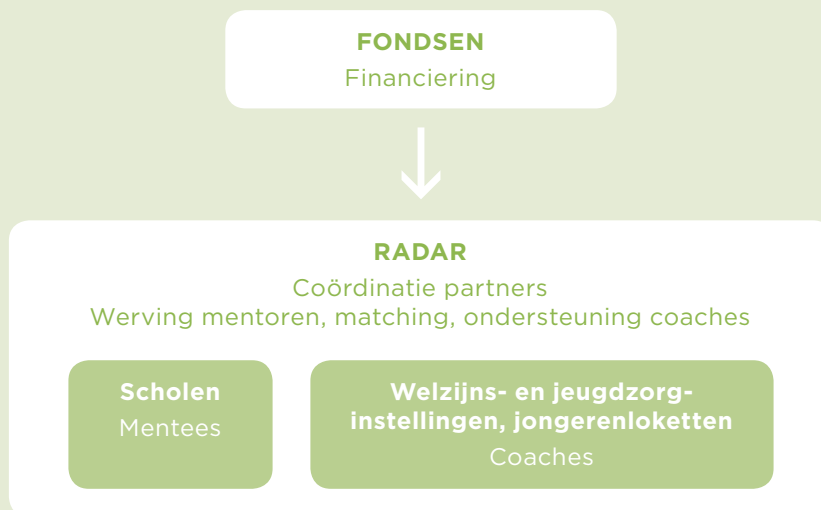 FONDSEN
Financiering
RADAR
Coördinatie partners
Werving mentoren, matching, ondersteuning coaches
Scholen
Mentees
Welzijns- en jeugdzorg-
instellingen, jongerenloketten
Coaches